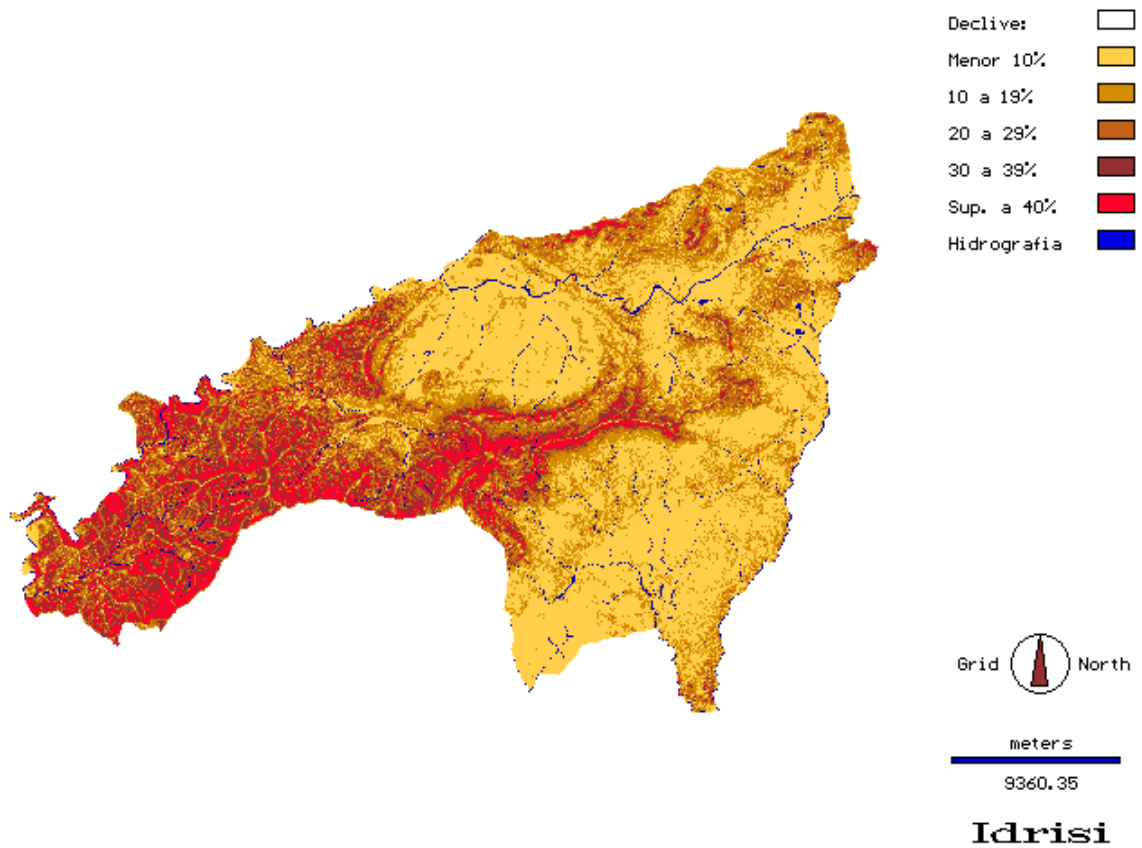 Declive:
Menor 10%
10 a 19%
20 a 29%
30 a 39%
Sup. a 40%
Hidrografia
Grid North
meters
9360.35
Idrisi